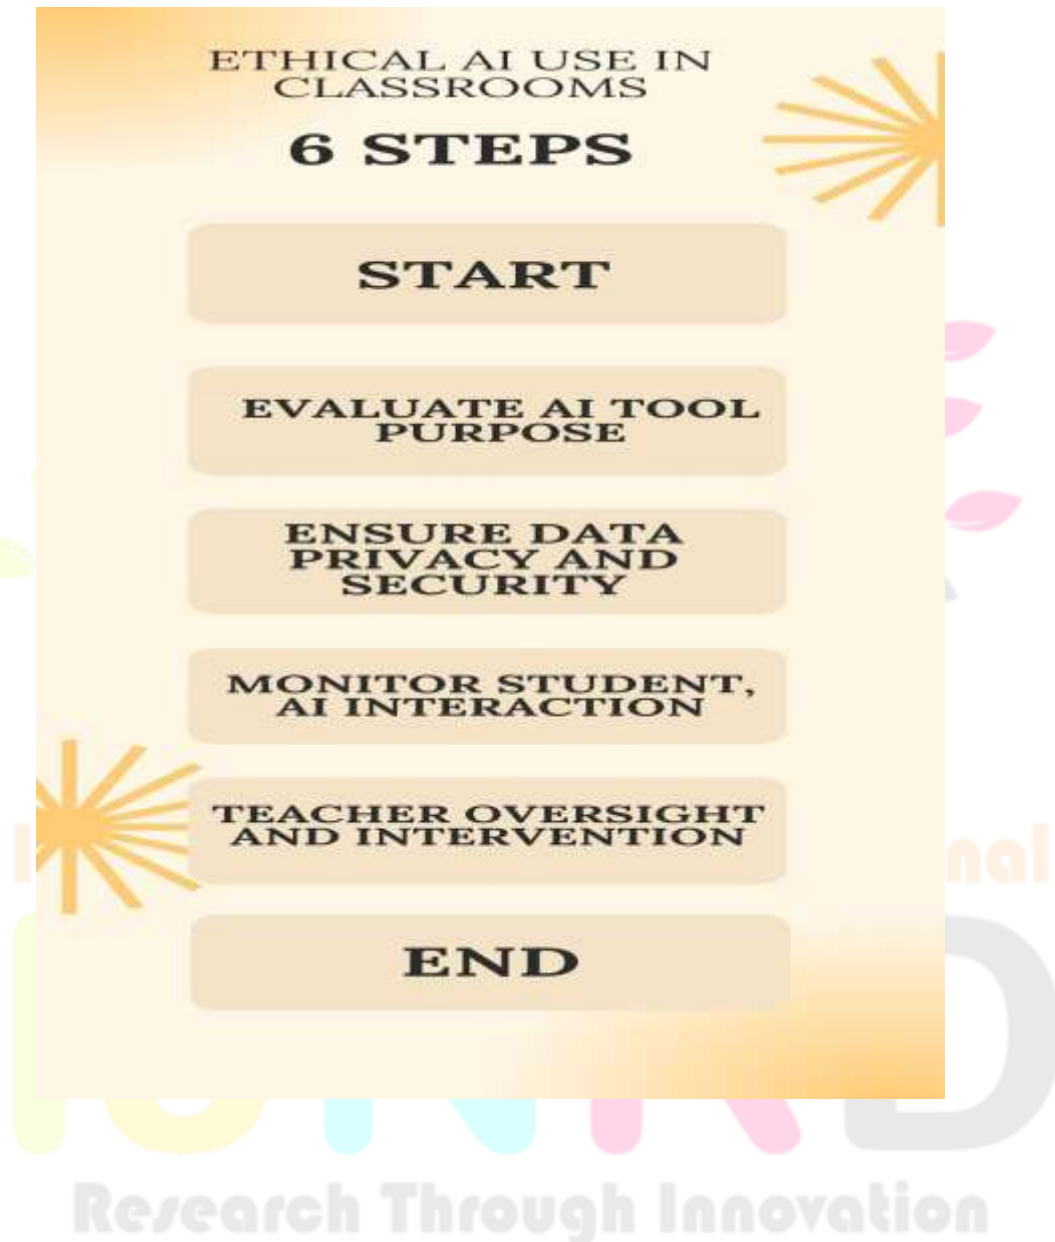 ETHICAL AI USE IN
CLASSROOMS
6 STEPS
START
EVALUATE AI TOOL
PURPOSE
ENSURE DATA
PRIVACY AND
SECURITY
MONITOR STUDENT,
AI INTERACTION
TEACHER OVERSIGHT
AND INTERVENTION
END
Research Through Innovation